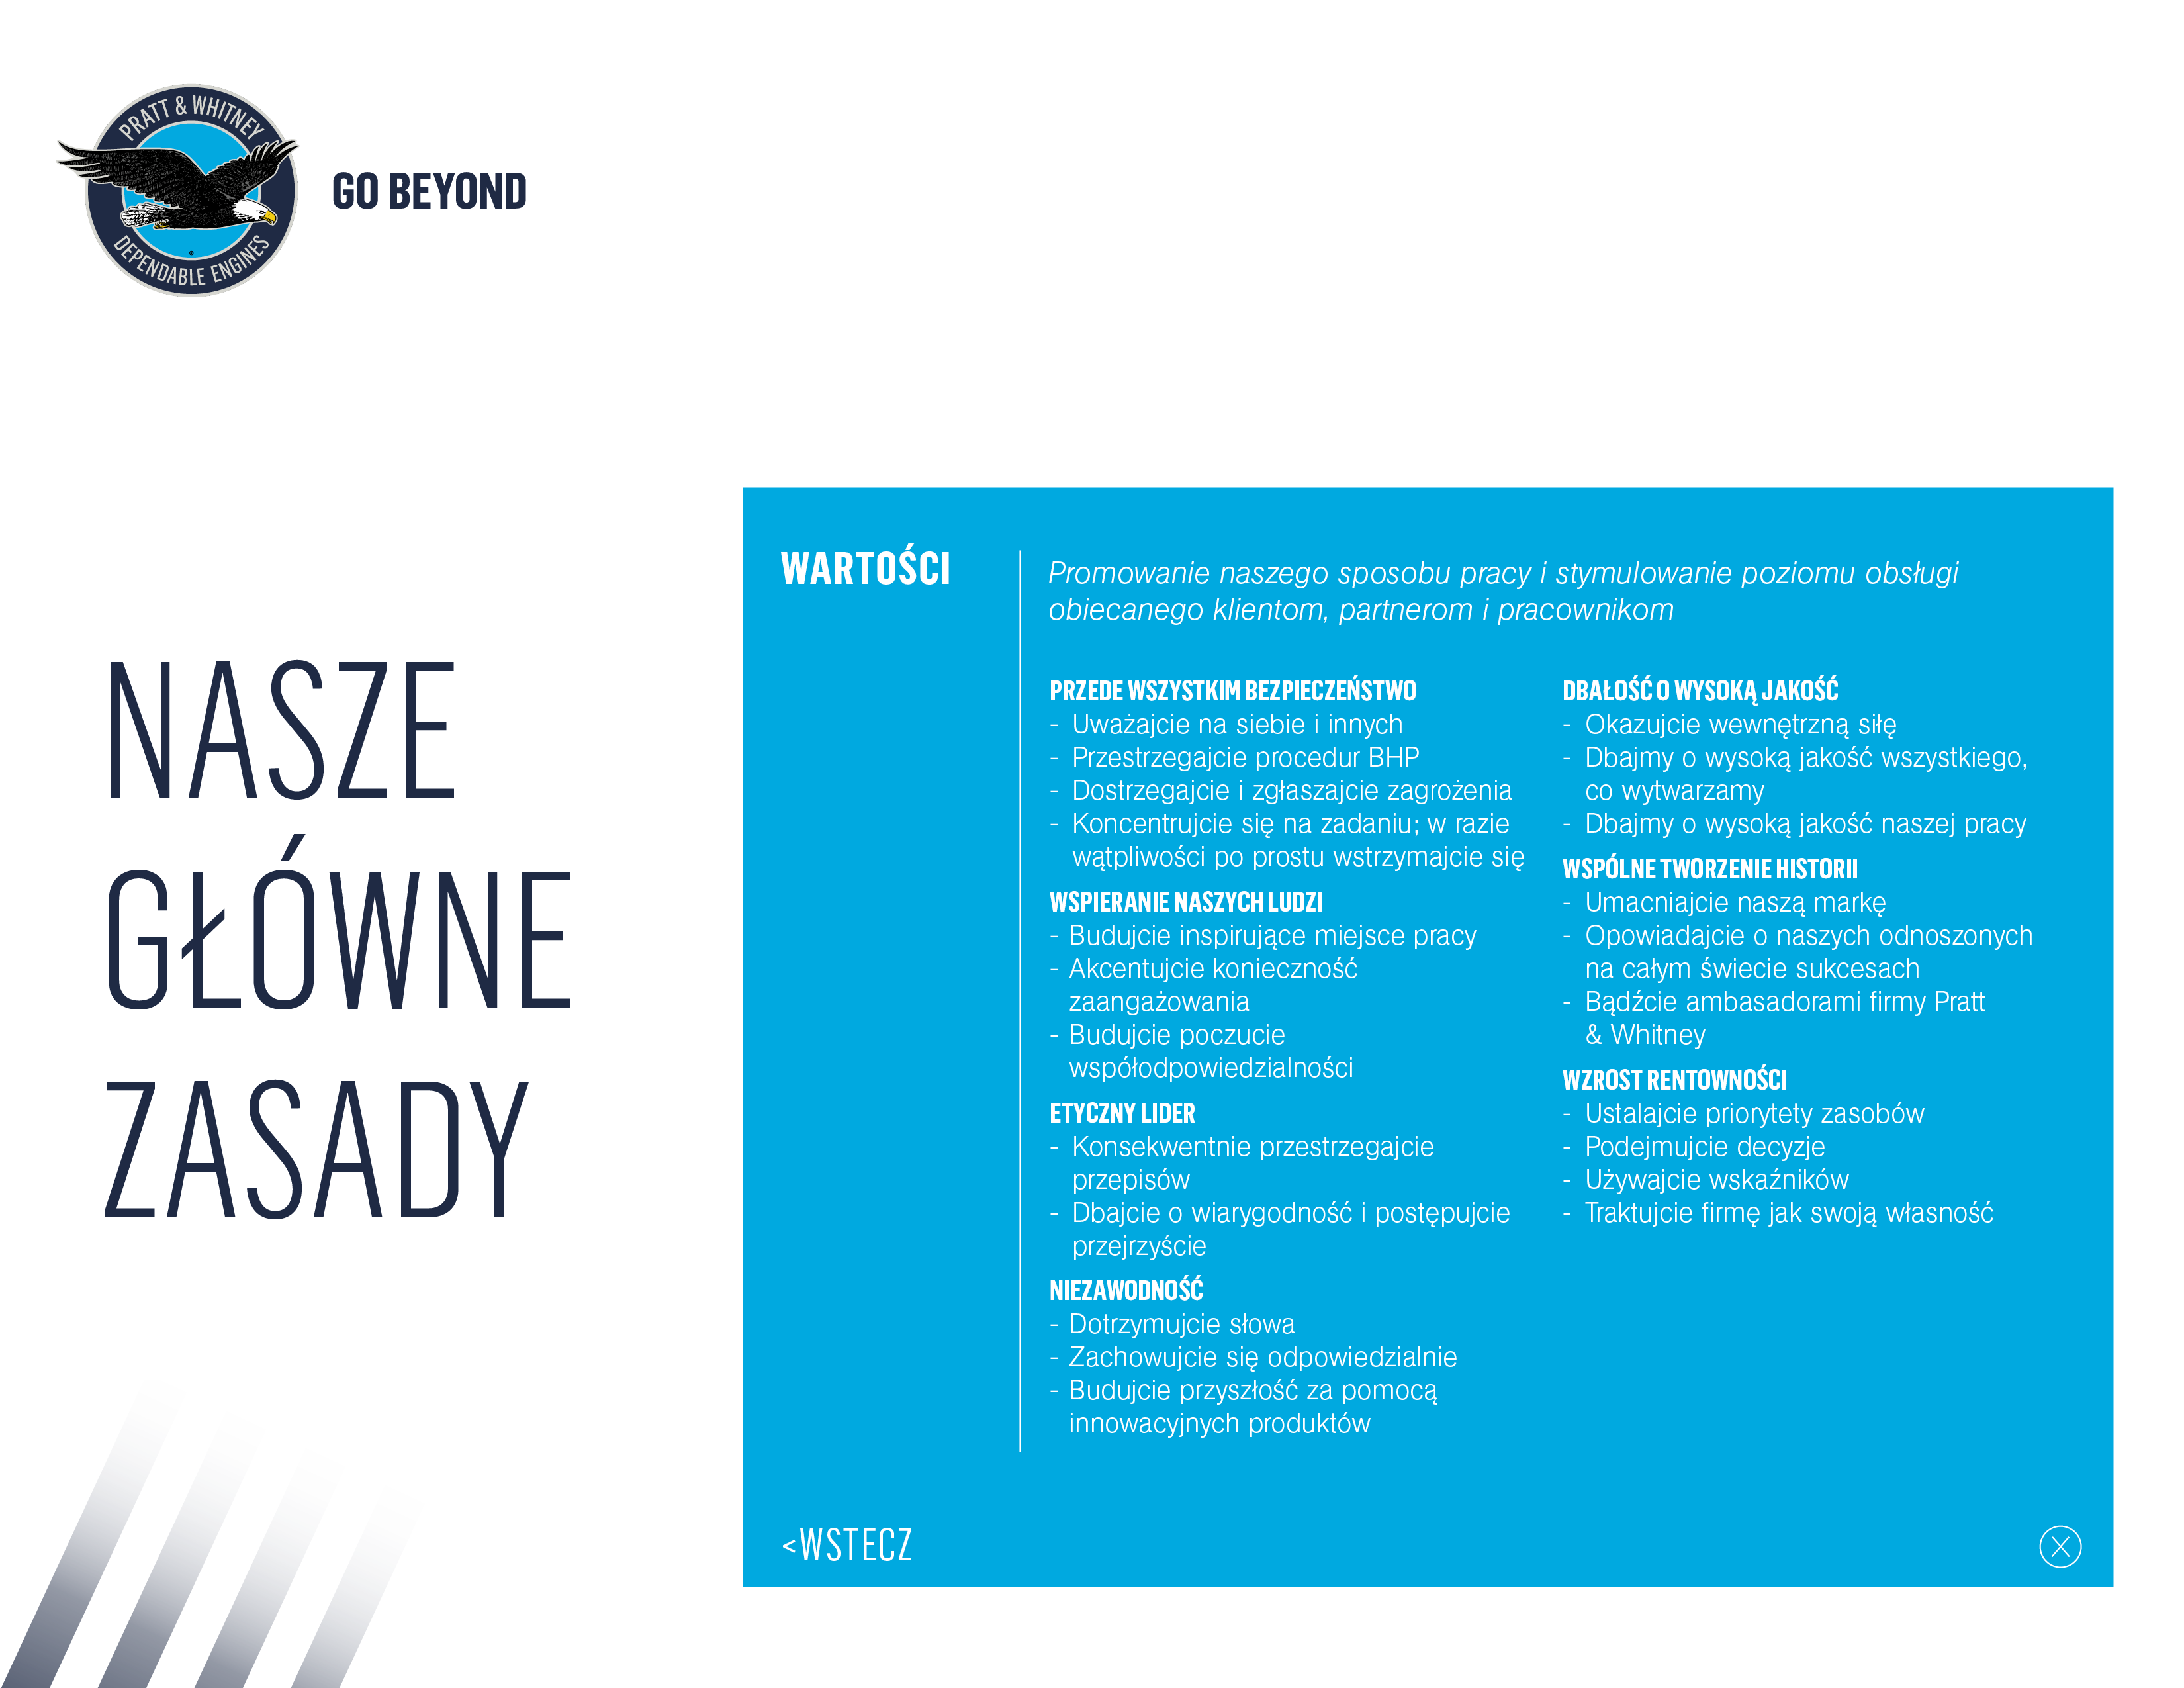 PRATT & WHITNEY
DEPENDABLE ENGINES
GO BEYOND
NASZE
GŁÓWNE
ZASADY
WARTOŚCI
Promowanie naszego sposobu pracy i stymulowanie poziomu obsługi
obiecanego klientom, partnerom i pracownikom
PRZEDE WSZYSTKIM BEZPIECZEŃSTWO
- Uważajcie na siebie i innych
- Przestrzegajcie procedur BHP
- Dostrzegajcie i zgłaszajcie zagrożenia
- Koncentrujcie się na zadaniu; w razie
wątpliwości po prostu wstrzymajcie się
WSPIERANIE NASZYCH LUDZI
- Budujcie inspirujące miejsce pracy
- Akcentujcie konieczność
zaangażowania
- Budujcie poczucie
współodpowiedzialności
ETYCZNY LIDER
- Konsekwentnie przestrzegajcie
przepisów
- Dbajcie o wiarygodność i postępujcie
przejrzyście
NIEZAWODNOŚĆ
- Dotrzymujcie słowa
- Zachowujcie się odpowiedzialnie
- Budujcie przyszłość za pomocą
innowacyjnych produktów
DBAŁOŚĆ O WYSOKĄ JAKOŚĆ
- Okazujcie wewnętrzną siłę
- Dbajmy o wysoką jakość wszystkiego,
co wytwarzamy
- Dbajmy o wysoką jakość naszej pracy
WSPÓLNE TWORZENIE HISTORII
- Umacniajcie naszą markę
- Opowiadajcie o naszych odnoszonych
na całym świecie sukcesach
- Bądźcie ambasadorami firmy Pratt
& Whitney
WZROST RENTOWNOŚCI
- Ustalajcie priorytety zasobów
- Podejmujcie decyzje
- Używajcie wskaźników
- Traktujcie firmę jak swoją własność
<WSTECZ
X